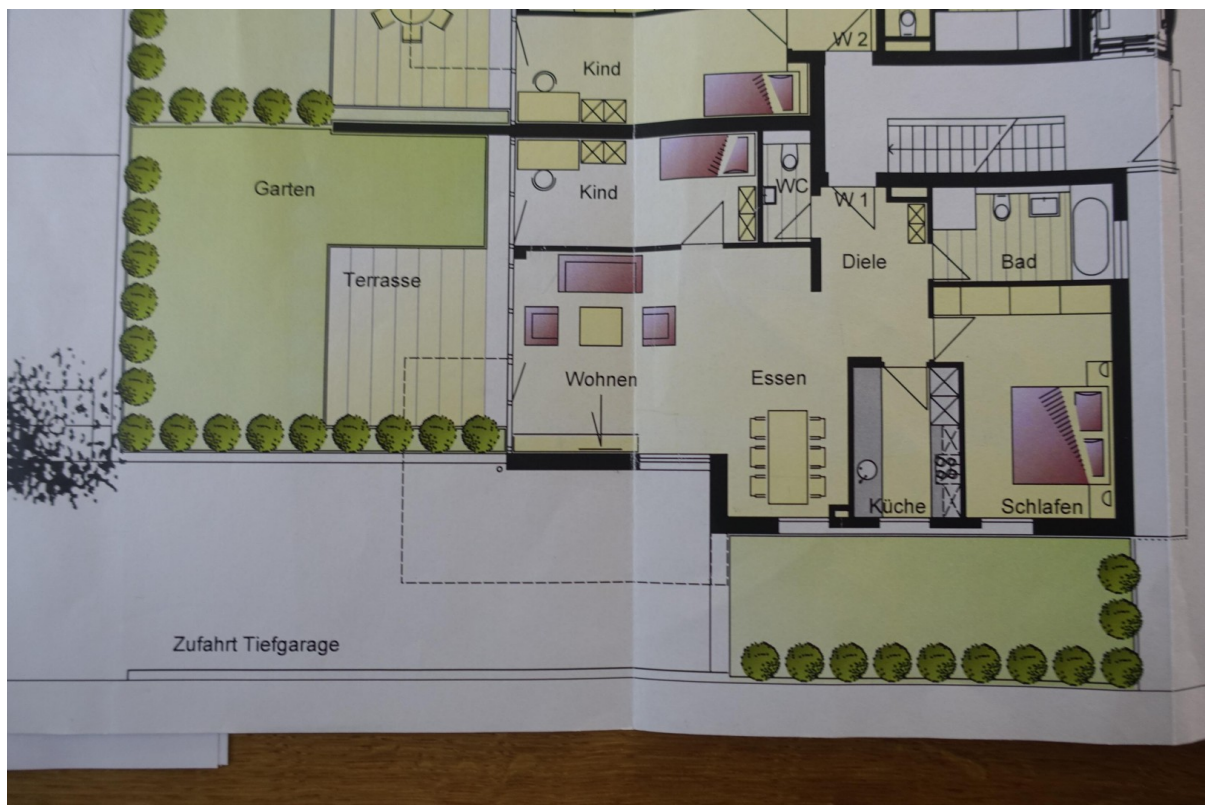 W 2
Kind
Garten
Kind
WC
W 1
Terrasse
Diele
Bad
Wohnen
Essen
Küche
Schlafen
Zufahrt Tiefgarage